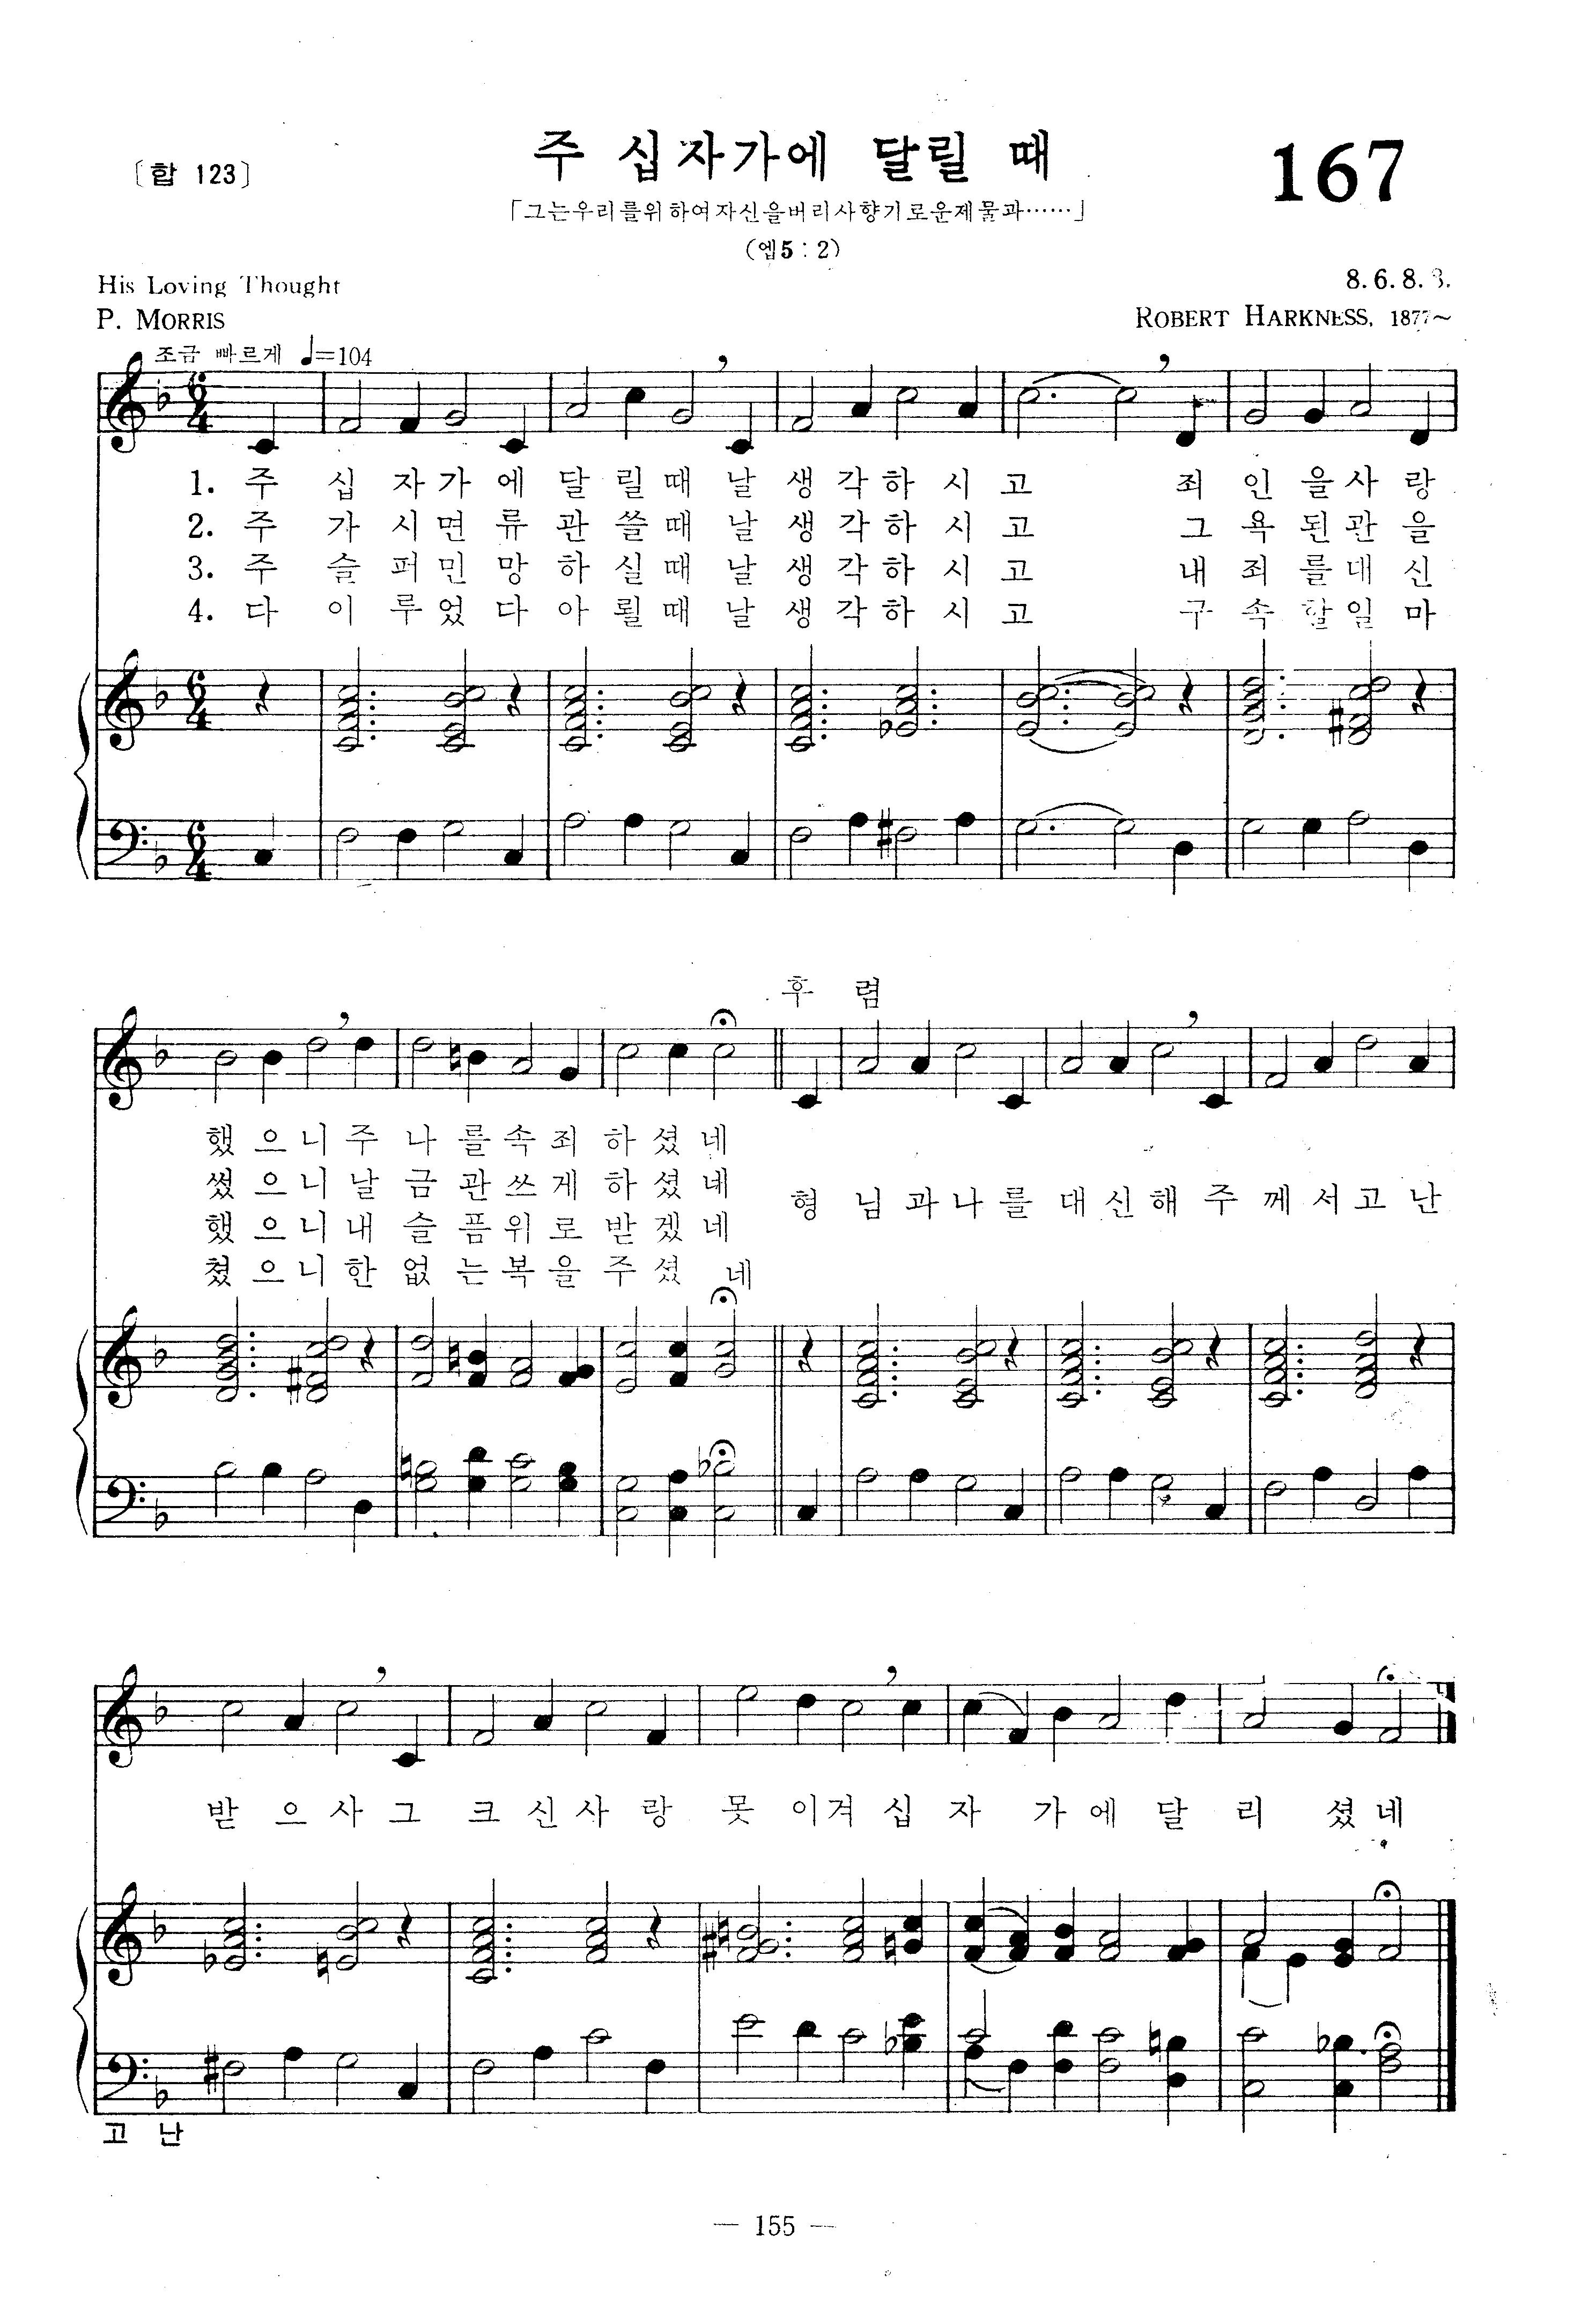 〔합 123〕
주 십자가에 달릴 때
167
「그는우리를위하여자신을버리사향기로운제물과……」
(엡5 : 2)
His Loving Thought
8. 6. 8. 8.
P. MORRIS
ROBERT HARKNESS, 1877~
조금 빠르게 ♩=104
1. 주 십 자 가 에 달 릴 때 날 생 각 하 시 고 죄 인 을 사 랑
2. 주 가 시 면 류 관 쓸 때 날 생 각 하 시 고 그 욕 된 관 을
3. 주 슬 퍼 민 망 하 실 때 날 생 각 하 시 고 내 죄 를 대 신
4. 다 이 루 었 다 아 뢸 때 날 생 각 하 시 고 구 속 할 일 마
후 렴
했 으 니 주 나 를 속 죄 하 셨 네
썼 으 니 날 금 관 쓰 게 하 셨 네
형 님 과 나 를 대 신 해 주 께 서 고 난
했 으 니 내 슬 픔 위 로 받 겠 네
쳤 으 니 한 없 는 복 을 주 셨 네
받 으 사 그 크 신 사 랑 못 이 겨 십 자 가 에 달 리 셨 네
고 난
— 155 —